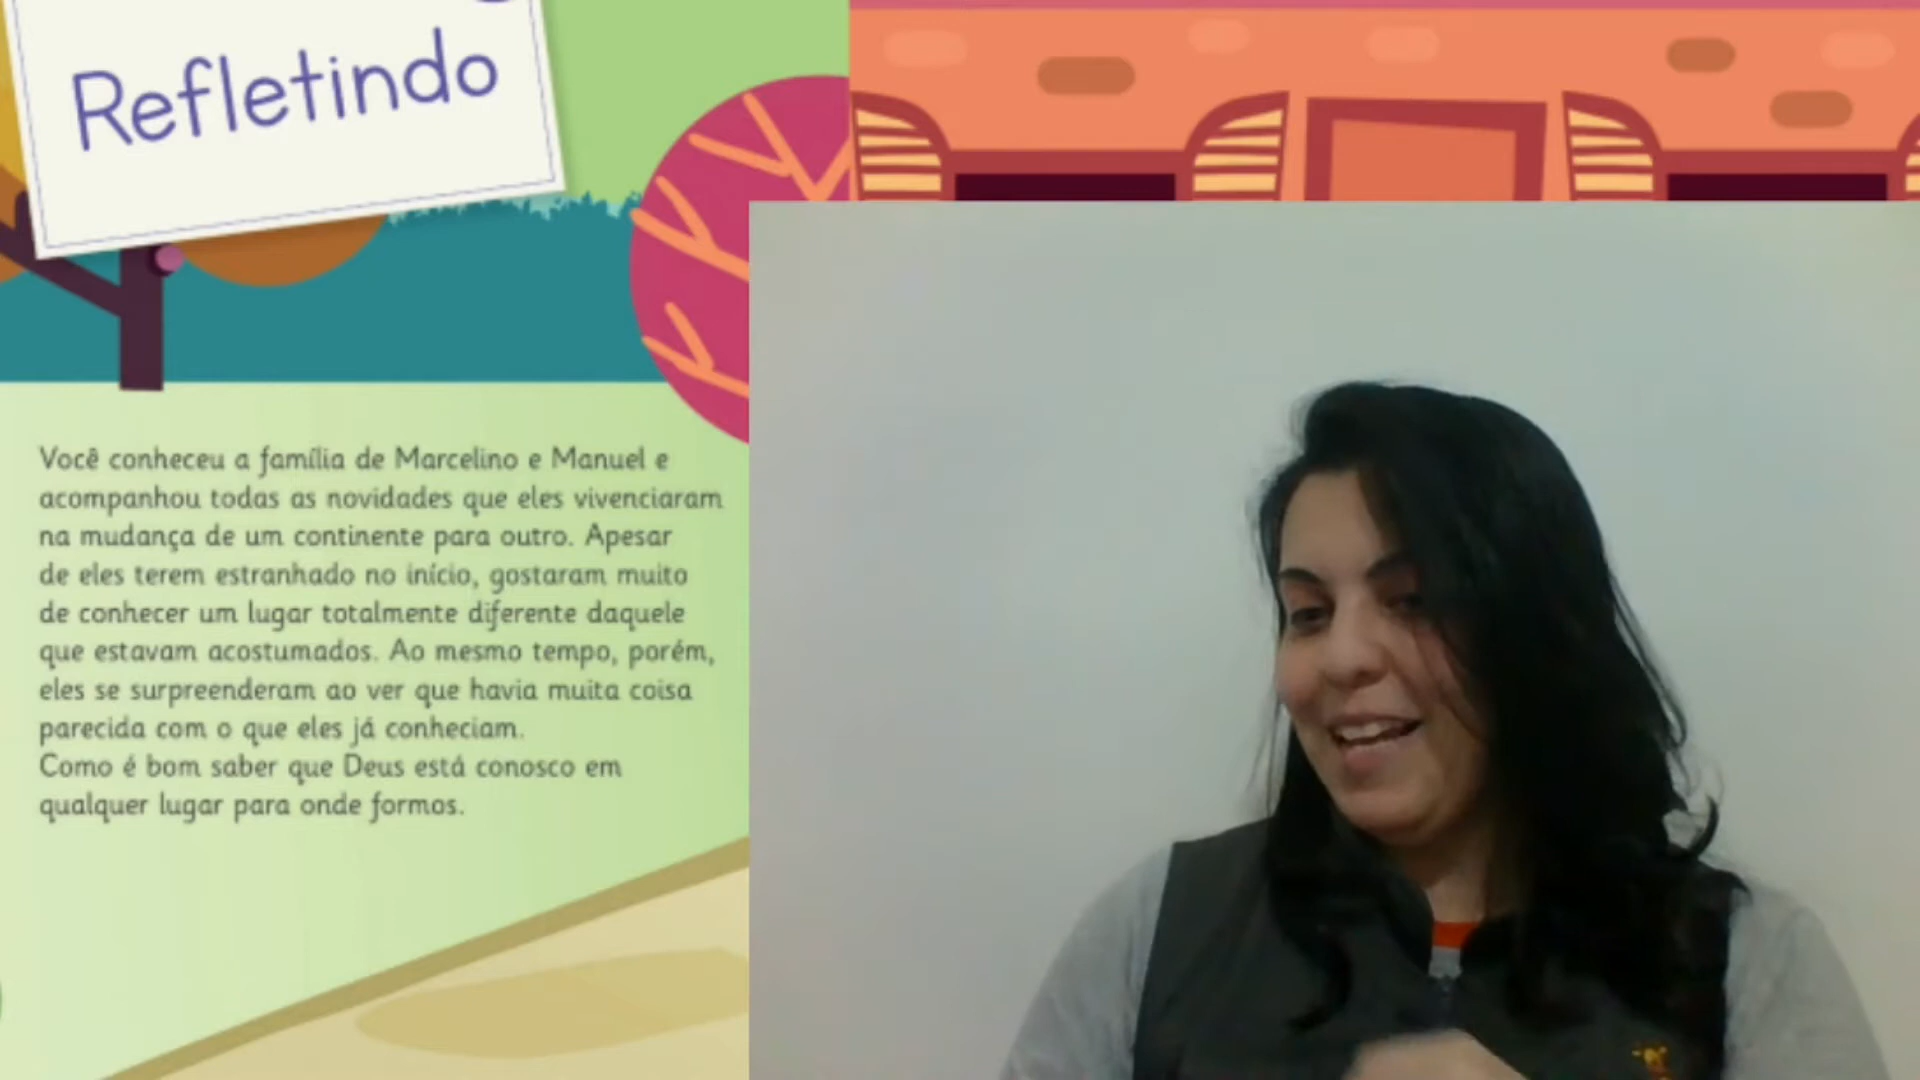 Refletindo
Você conheceu a família de Marcelino e Manuel e
acompanhou todas as novidades que eles vivenciaram
na mudança de um continente para outro. Apesar
de eles terem estranhado no início, gostaram muito
de conhecer um lugar totalmente diferente daquele
que estavam acostumados. Ao mesmo tempo, porém,
eles se surpreenderam ao ver que havia muita coisa
parecida com o que eles já conheciam.
Como é bom saber que Deus está conosco em
qualquer lugar para onde formos.